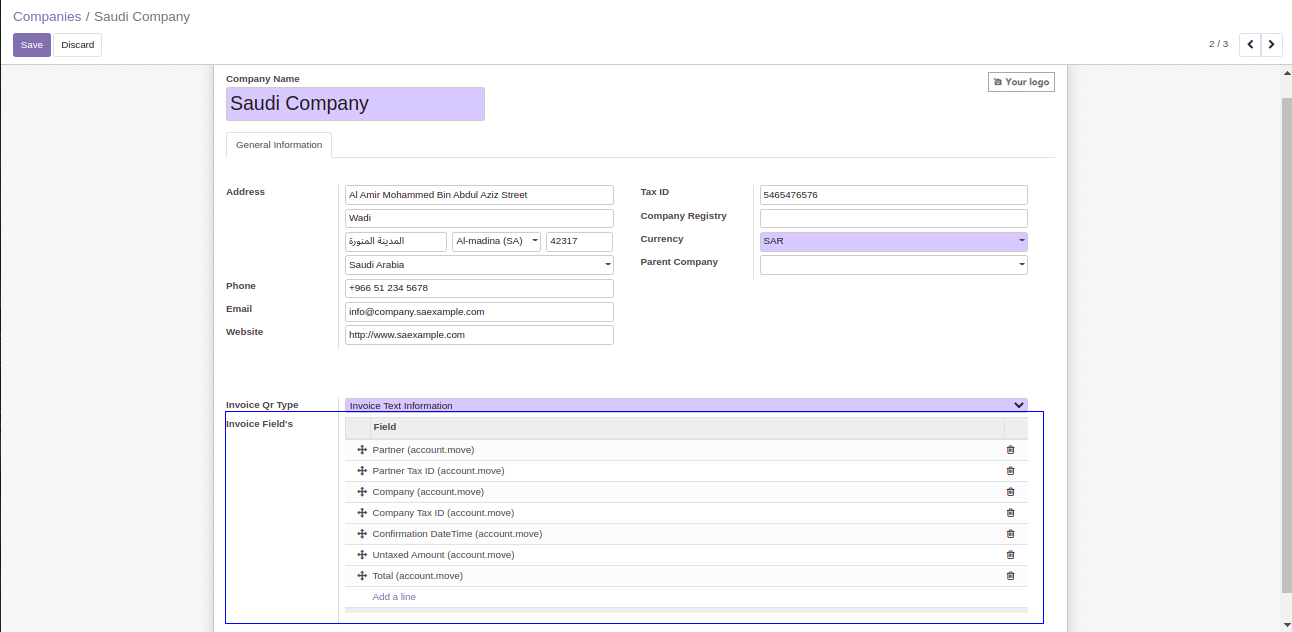 Companies / Saudi Company
Save Discard 2 / 3
Company Name
Your logo
Saudi Company
General Information
Address
Al Amir Mohammed Bin Abdul Aziz Street
Wadi
المدينة المنورة Al-madina (SA) 42317
Saudi Arabia
Phone +966 51 234 5678
Email info@company.saexample.com
Website http://www.saexample.com
Tax ID 5465476576
Company Registry
Currency SAR
Parent Company
Invoice Qr Type Invoice Text Information
Invoice Field's
Field
Partner (account.move)
Partner Tax ID (account.move)
Company (account.move)
Company Tax ID (account.move)
Confirmation DateTime (account.move)
Untaxed Amount (account.move)
Total (account.move)
Add a line